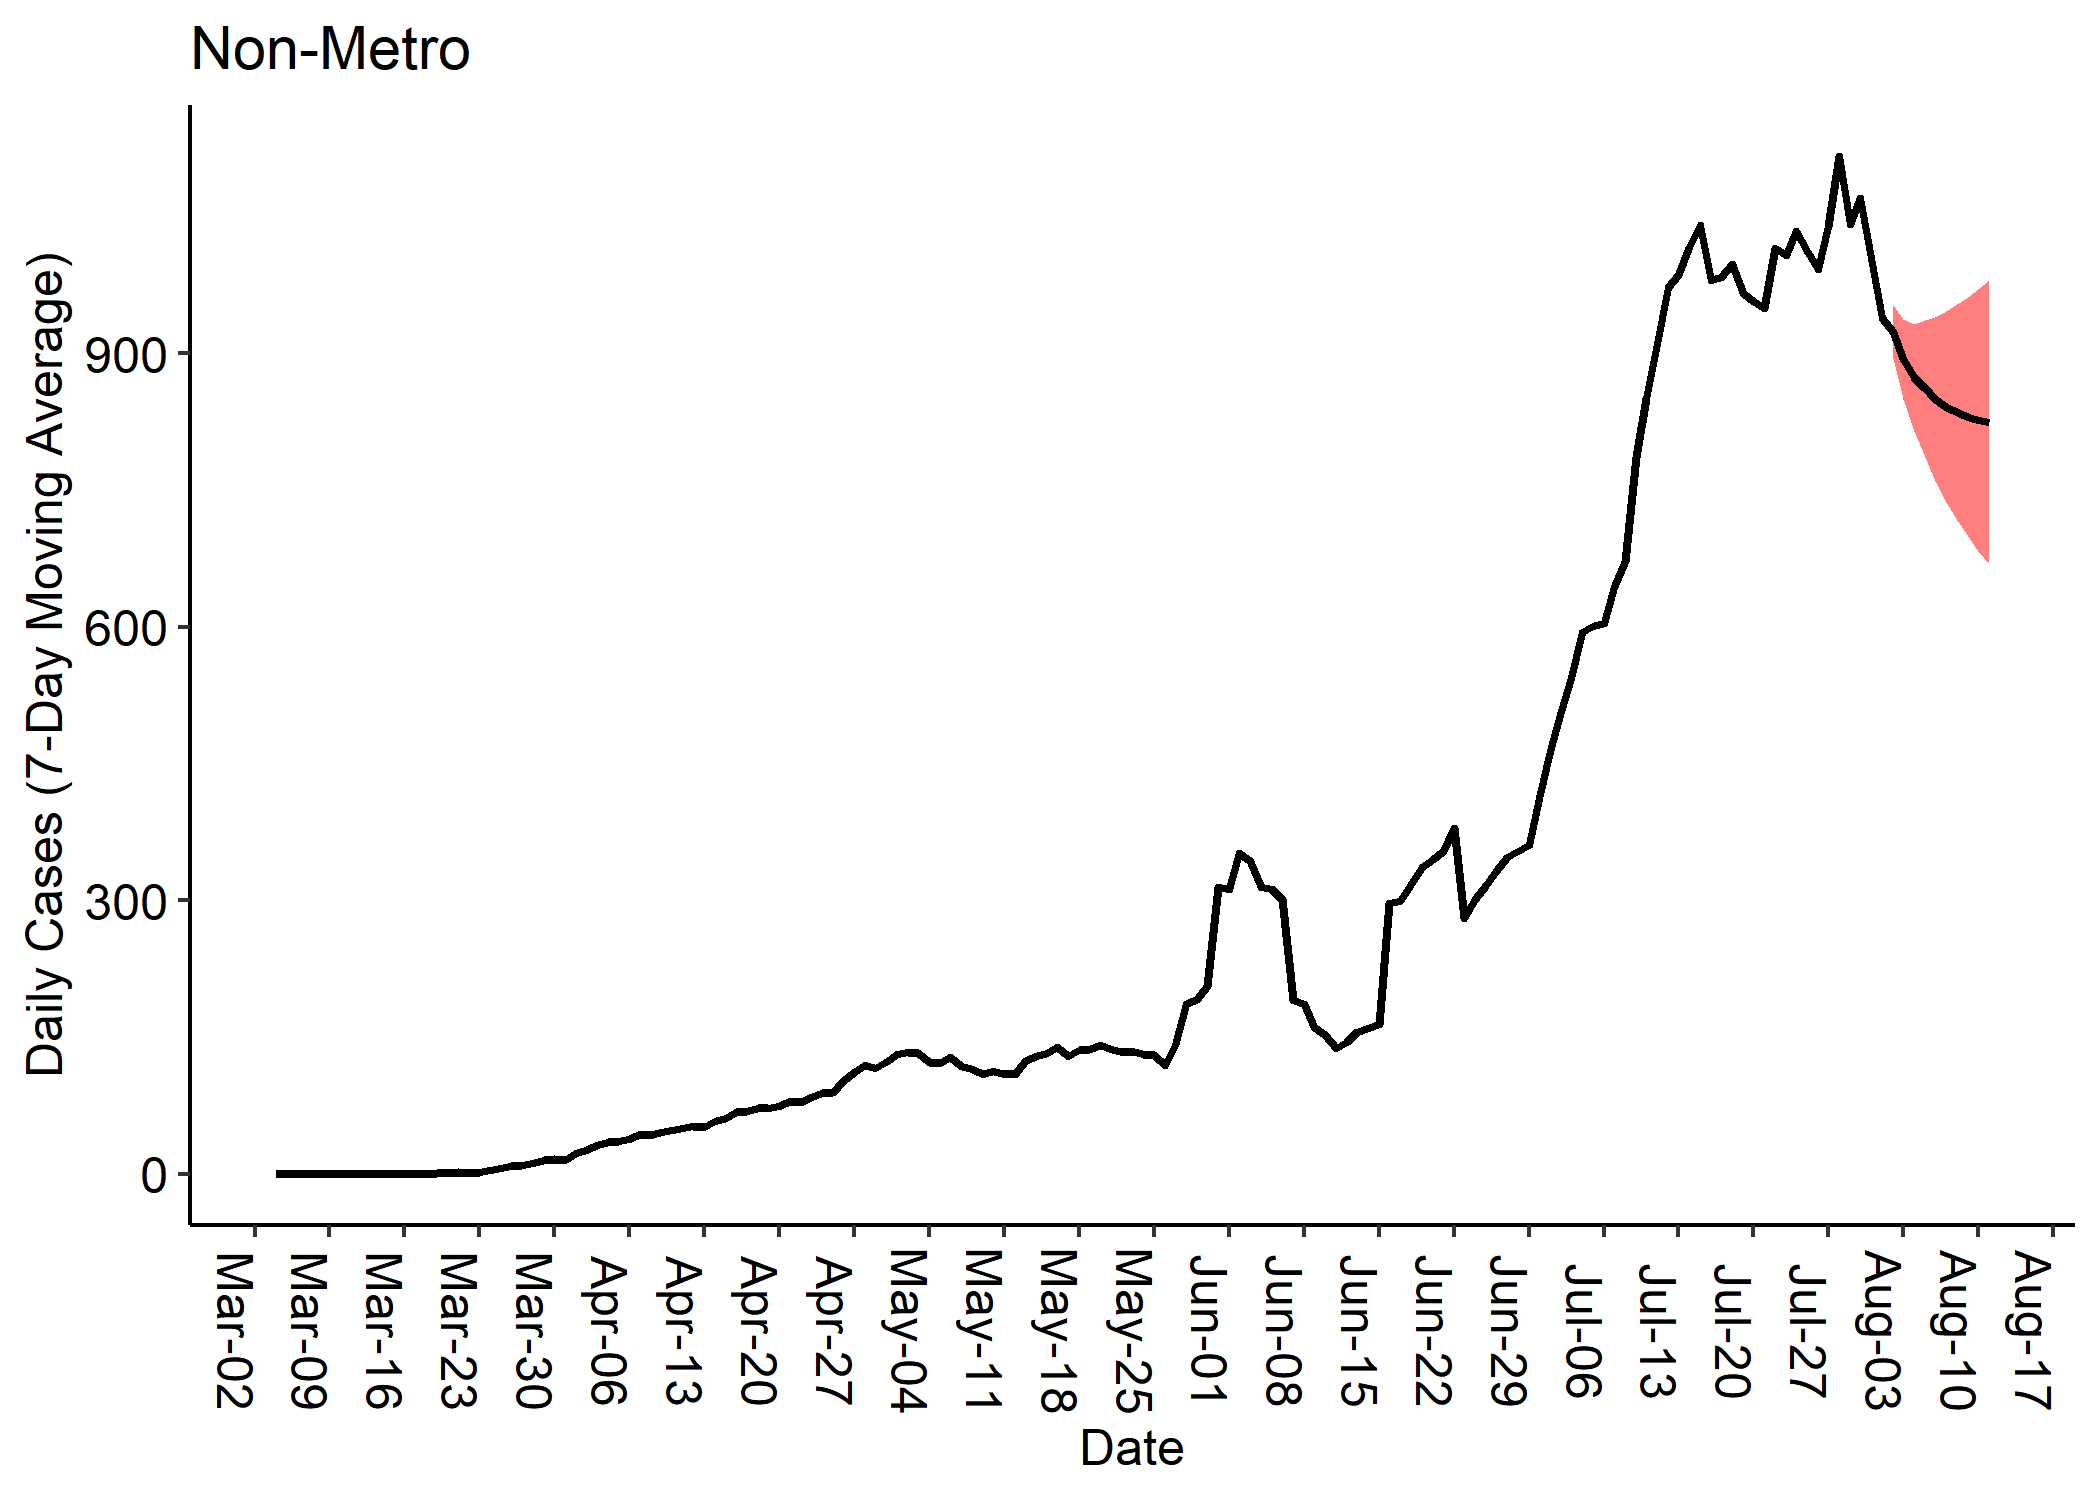 Non-Metro
Daily Cases (7-Day Moving Average)
900
600
300
0
Mar-02
Mar-09
Mar-16
Mar-23
Mar-30
Apr-06
Apr-13
Apr-20
Apr-27
May-04
May-11
May-18
May-25
Jun-01
Jun-08
Jun-15
Jun-22
Jun-29
Jul-06
Jul-13
Jul-20
Jul-27
Aug-03
Aug-10
Aug-17
Date